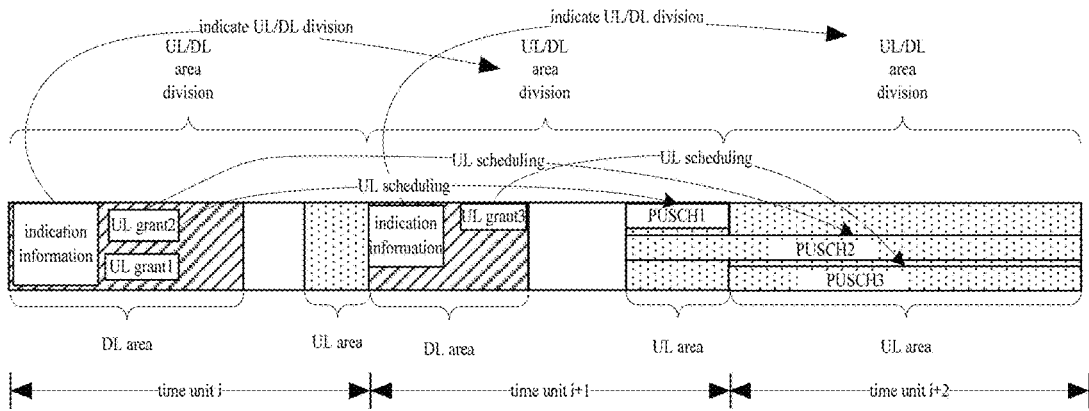 indicate UL/DL division
indicate UL/DL division
UL/DL
area
division
UL/DL
area
division
UL/DL
area
division
UL scheduling
UL scheduling
UL scheduling
indication
information
UL grant2
UL grant1
indication
information
UL grant3
PUSCH1
PUSCH2
PUSCH3
DL area
UL area
DL area
UL area
UL area
time unit i
time unit i+1
time unit i+2